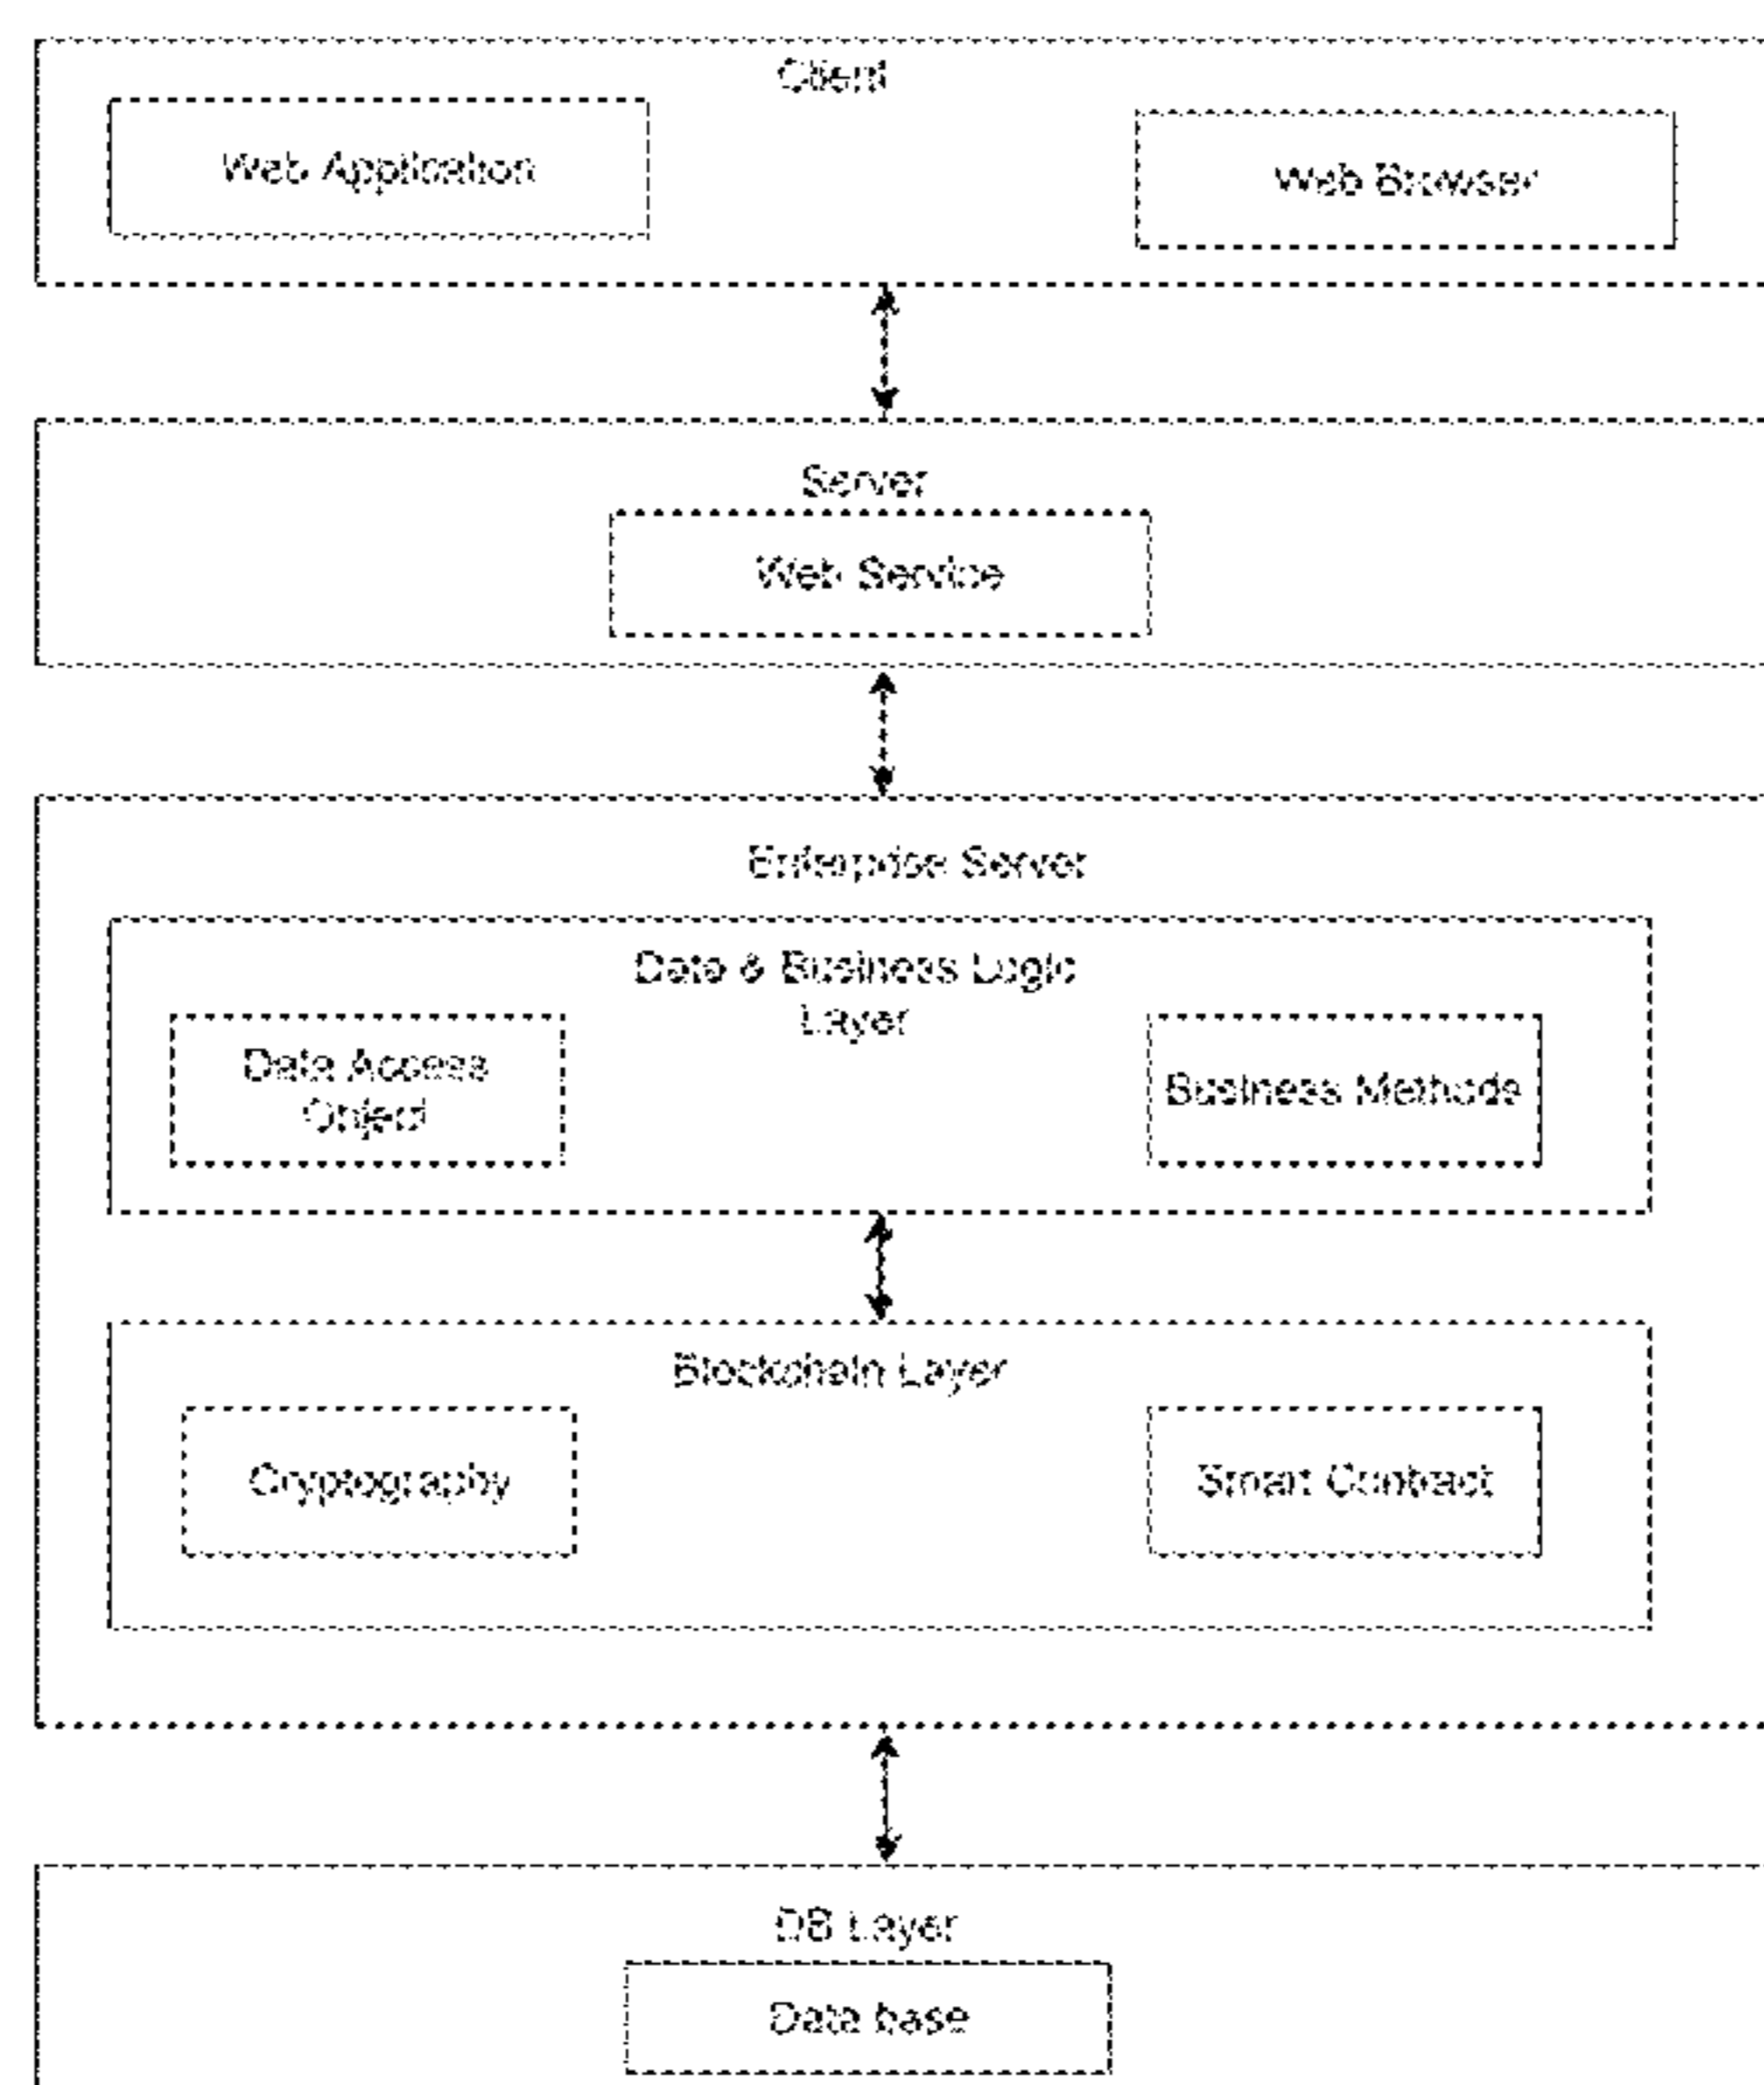 Client
Web Application
Web Browser
Server
Web Service
Enterprise Server
Data & Business Logic
Layer
Data Access
Object
Business Methods
Blockchain Layer
Cryptography
Smart Contract
DB Layer
Data base